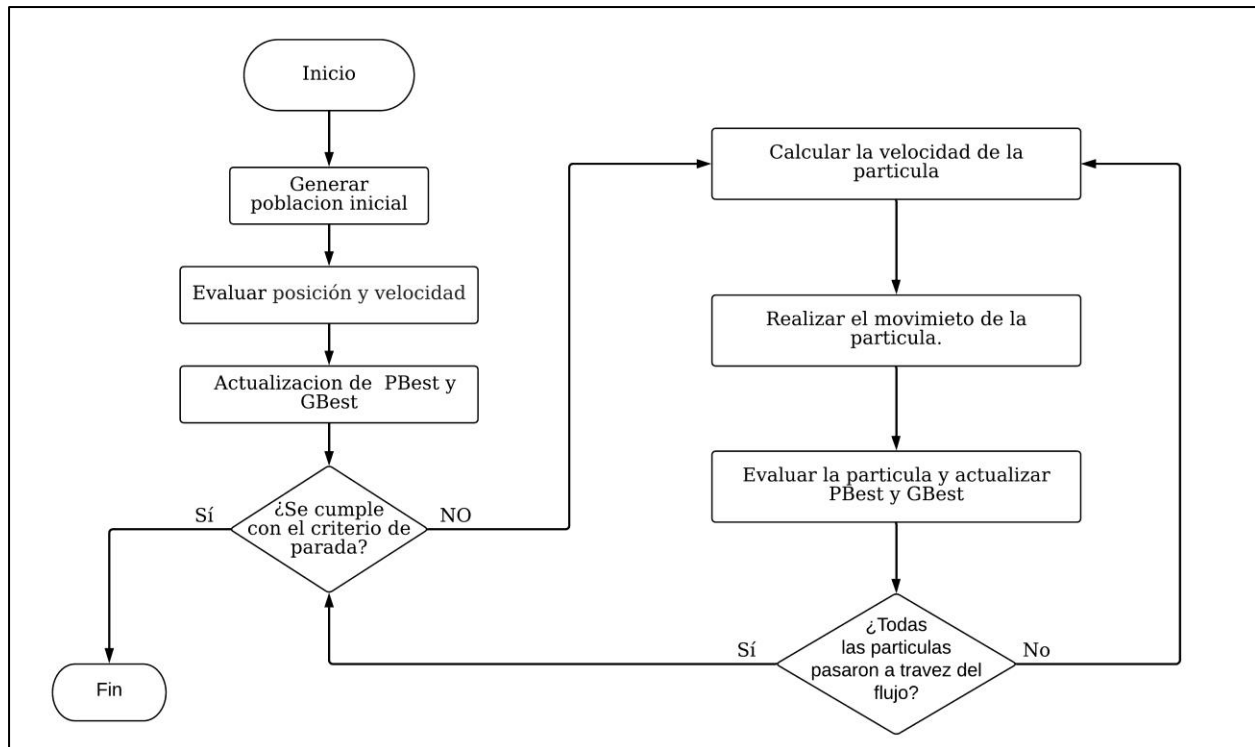 Inicio
Generar
poblacion inicial
Evaluar posición y velocidad
Actualizacion de PBest y
GBest
¿Se cumple
con el criterio de
parada?
Sí
NO
Fin
Calcular la velocidad de la
particula
Realizar el movimieto de la
particula.
Evaluar la particula y actualizar
PBest y GBest
¿Todas
las particulas
pasaron a travez del
flujo?
Sí
No